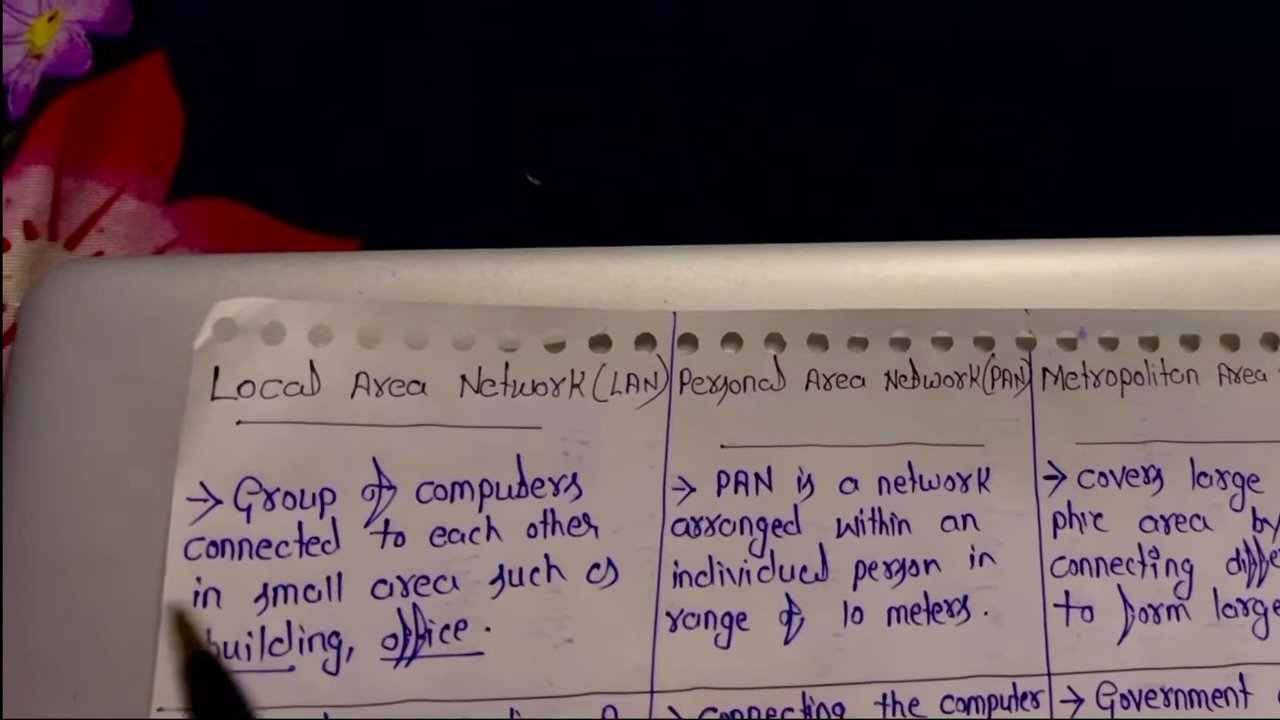 Local Area Network (LAN)
→ Group of computers
connected to each other
in small area such as
building, office.
Personal Area Network (PAN)
→ PAN is a network
arranged within an
individual person in
range of 10 meters.
→ connecting the computer
Metropolitan Area
→ covers large
phic area by
connecting diffe
to form large
→ Government